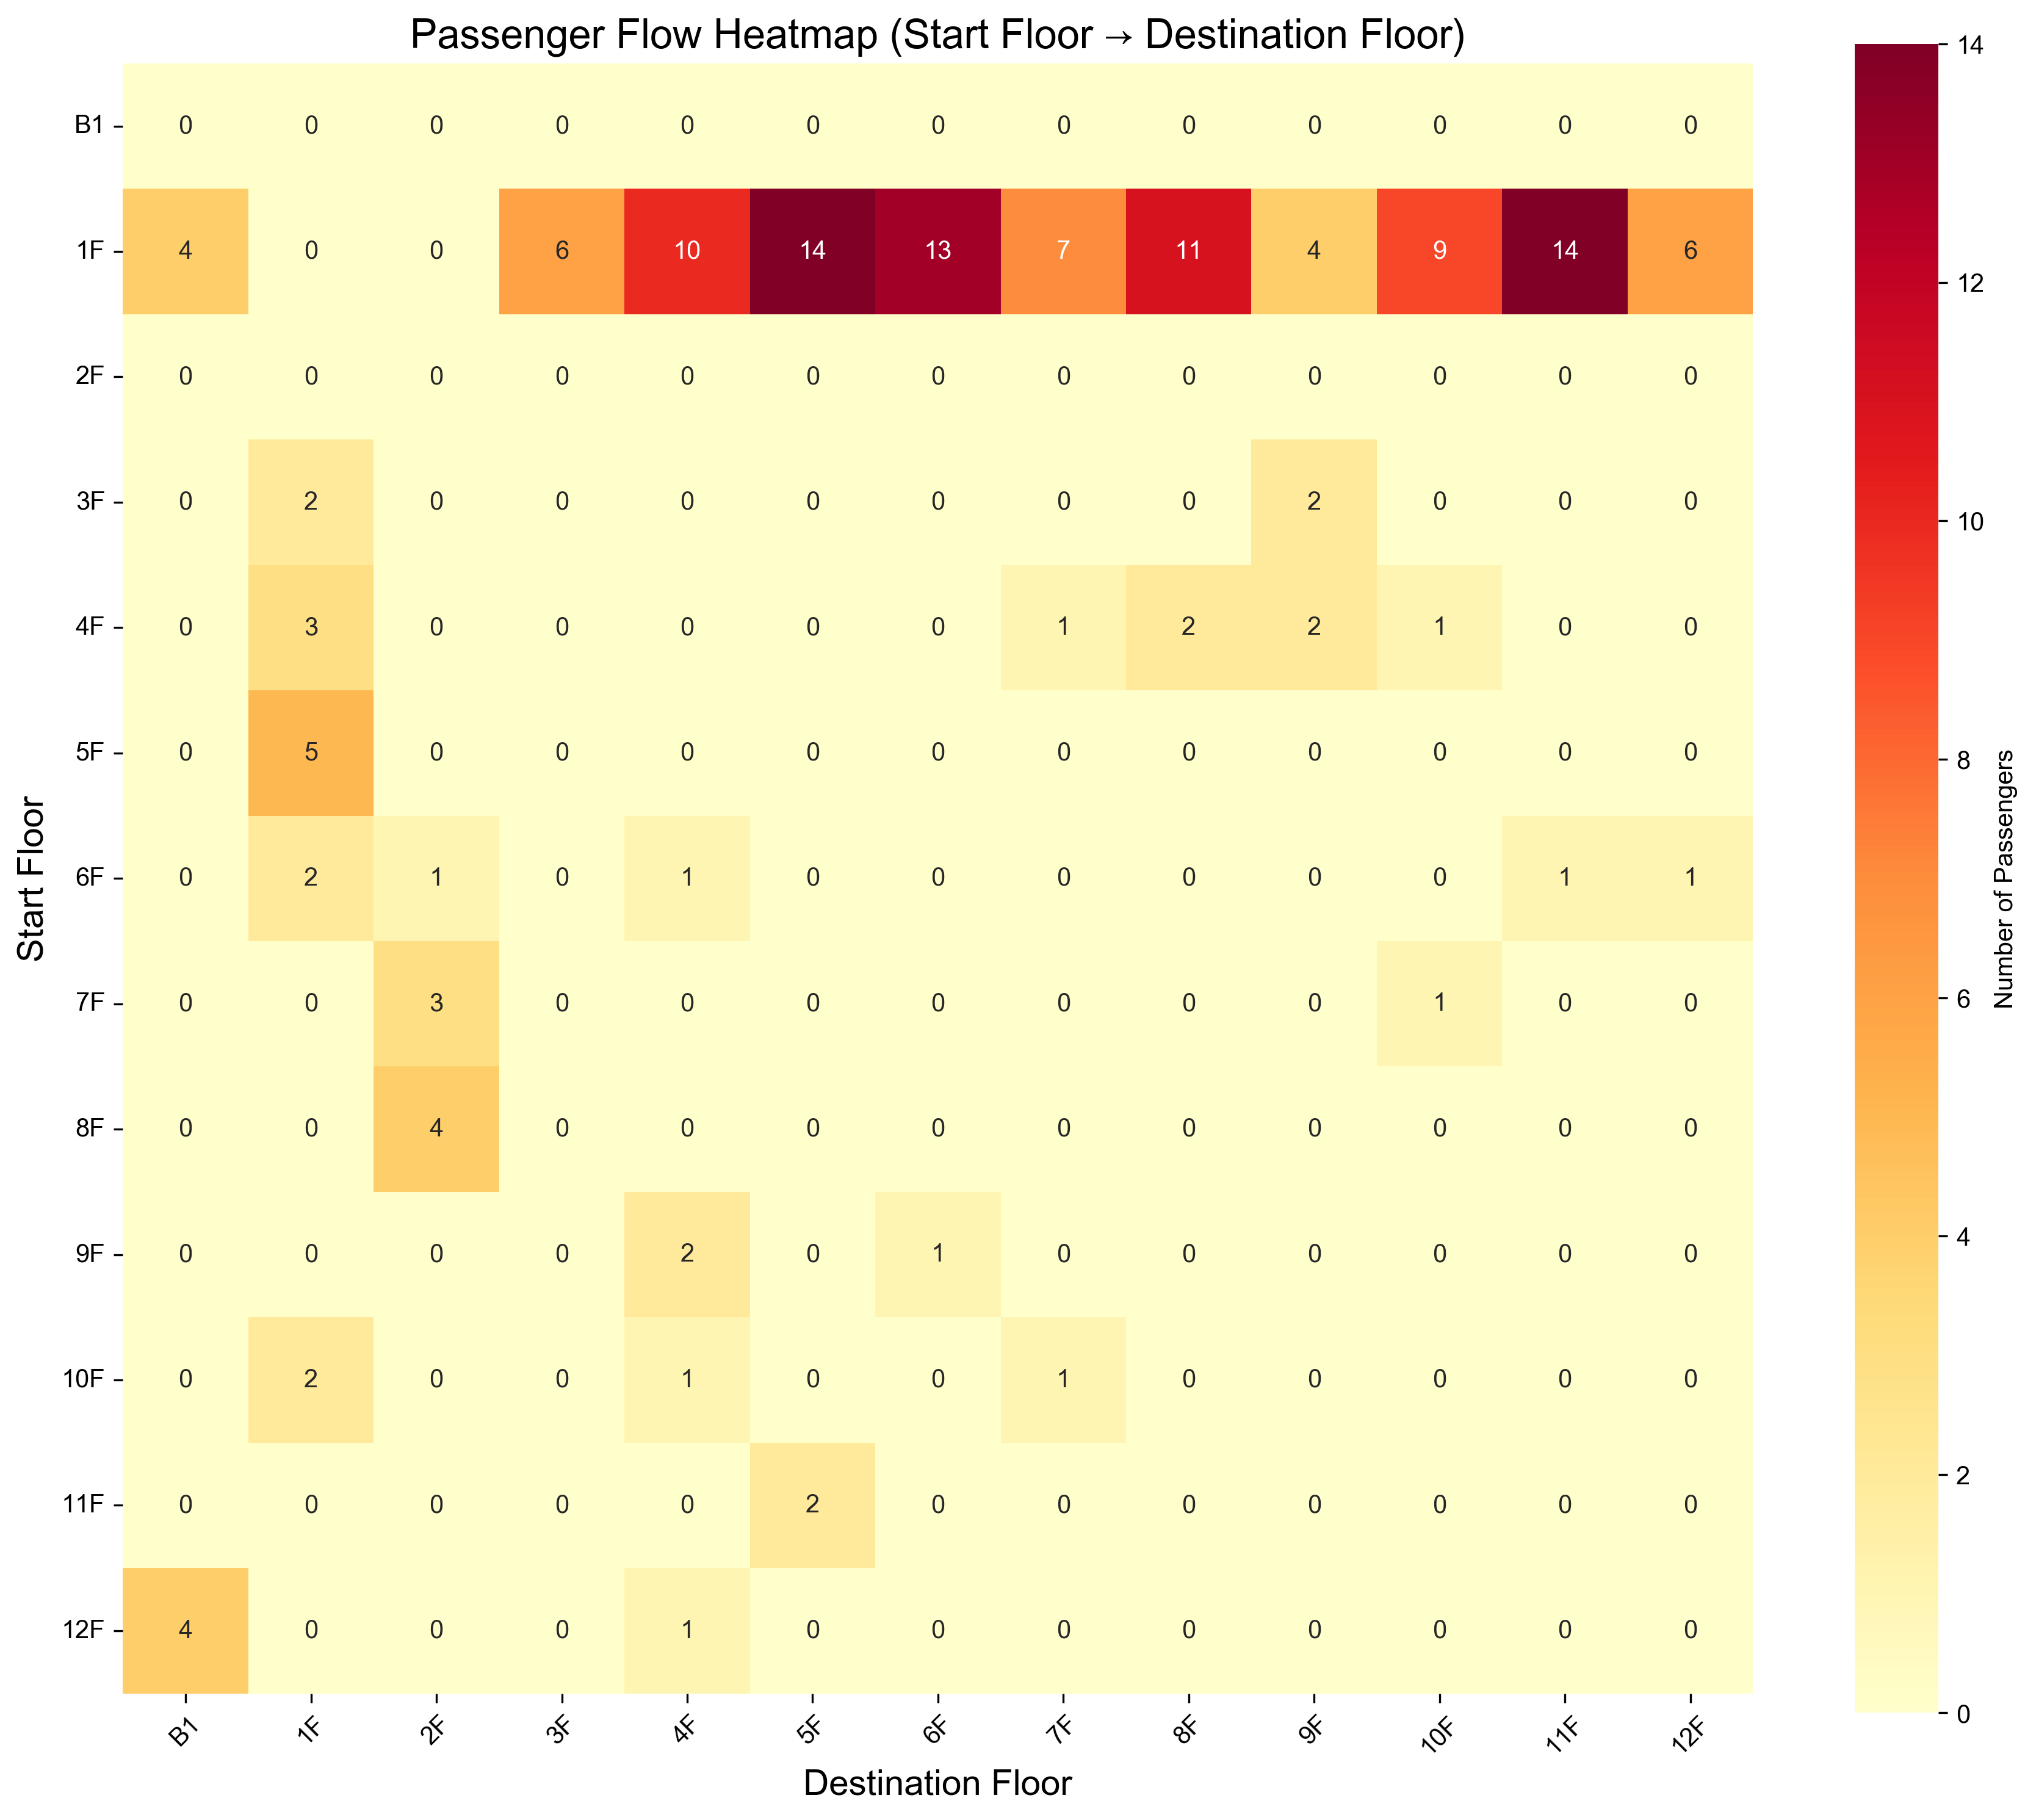 Passenger Flow Heatmap (Start Floor → Destination Floor)
B1 0 0 0 0 0 0 0 0 0 0 0 0 0
1F 4 0 0 6 10 14 13 7 11 4 9 14 6
2F 0 0 0 0 0 0 0 0 0 0 0 0 0
3F 0 2 0 0 0 0 0 0 0 2 0 0 0
4F 0 3 0 0 0 0 0 1 2 2 1 0 0
5F 0 5 0 0 0 0 0 0 0 0 0 0 0
6F 0 2 1 0 1 0 0 0 0 0 0 1 1
7F 0 0 3 0 0 0 0 0 0 0 1 0 0
8F 0 0 4 0 0 0 0 0 0 0 0 0 0
9F 0 0 0 0 2 0 1 0 0 0 0 0 0
10F 0 2 0 0 1 0 0 1 0 0 0 0 0
11F 0 0 0 0 0 2 0 0 0 0 0 0 0
12F 4 0 0 0 1 0 0 0 0 0 0 0 0
B1 1F 2F 3F 4F 5F 6F 7F 8F 9F 10F 11F 12F
Destination Floor
Start Floor
14
12
10
8
6
4
2
0
Number of Passengers